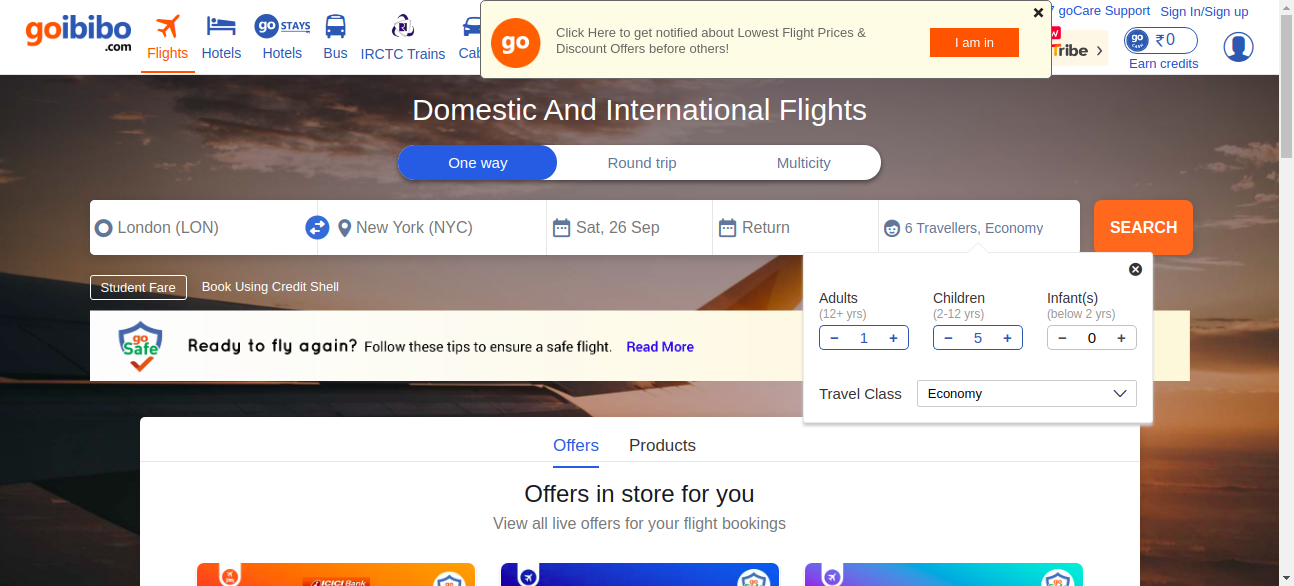 goibibo
.com
Flights
Hotels
go STAYS
Hotels
Bus
IRCTC Trains
Cab
go
Click Here to get notified about Lowest Flight Prices &
Discount Offers before others!
I am in
goCare Support
Sign In/Sign up
Tribe
go
CASH
₹0
Earn credits
Domestic And International Flights
One way
Round trip
Multicity
London (LON)
New York (NYC)
Sat, 26 Sep
Return
6 Travellers, Economy
SEARCH
Student Fare
Book Using Credit Shell
go
Safe
Ready to fly again? Follow these tips to ensure a safe flight. Read More
Adults
(12+ yrs)
− 1 +
Children
(2-12 yrs)
− 5 +
Infant(s)
(below 2 yrs)
− 0 +
Travel Class
Economy
Offers
Products
Offers in store for you
View all live offers for your flight bookings
ICICI Bank
go
go
go